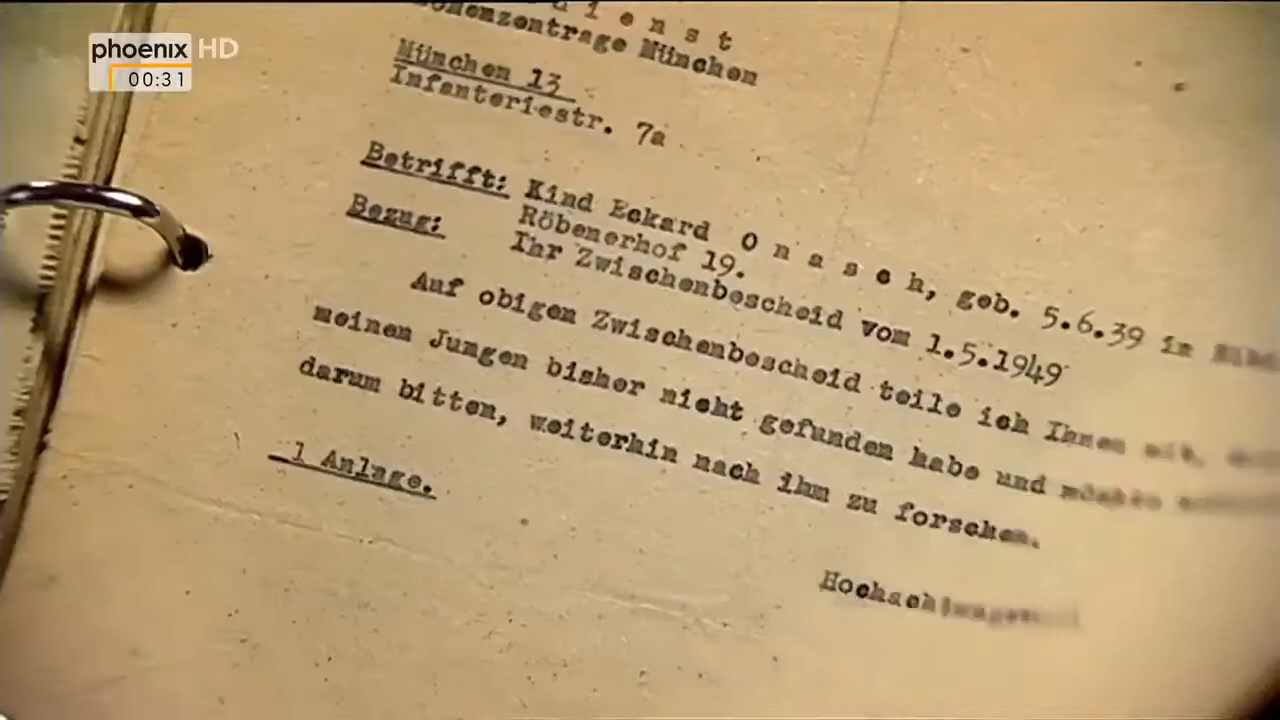 phoenix HD
00:31
München
München 13
Infanteriestr. 7a
Betrifft: Kind Eckard Onasch, geb. 5.6.39 in
Röbenerhof 19.
Bezug: Ihr Zwischenbescheid vom 1.5.1949
Auf obigen Zwischenbescheid teile ich Ihnen mit,
meinen Jungen bisher nicht gefunden habe und möchte
darum bitten, weiterhin nach ihm zu forschen.
1 Anlage.